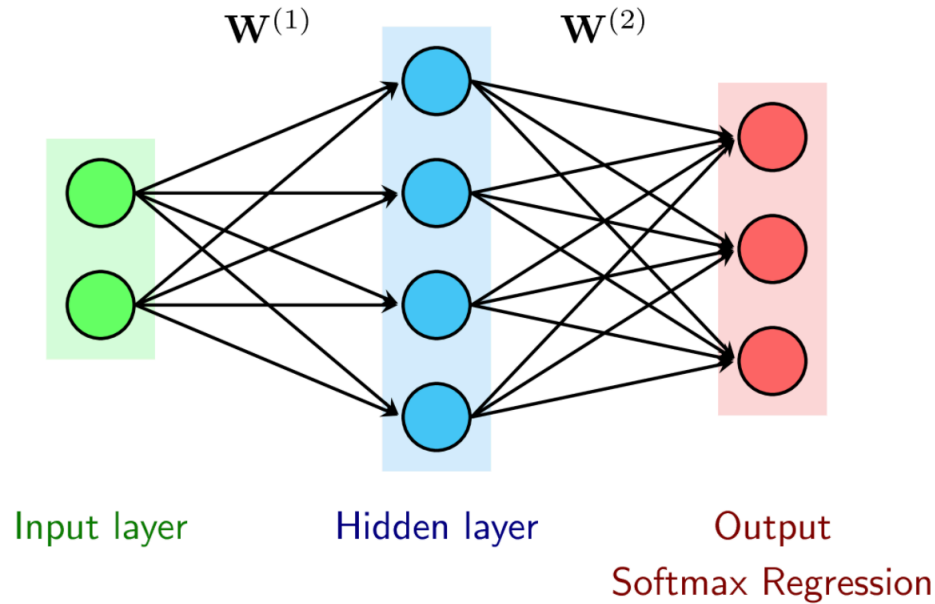 W(1)
W(2)
Input layer
Hidden layer
Output
Softmax Regression